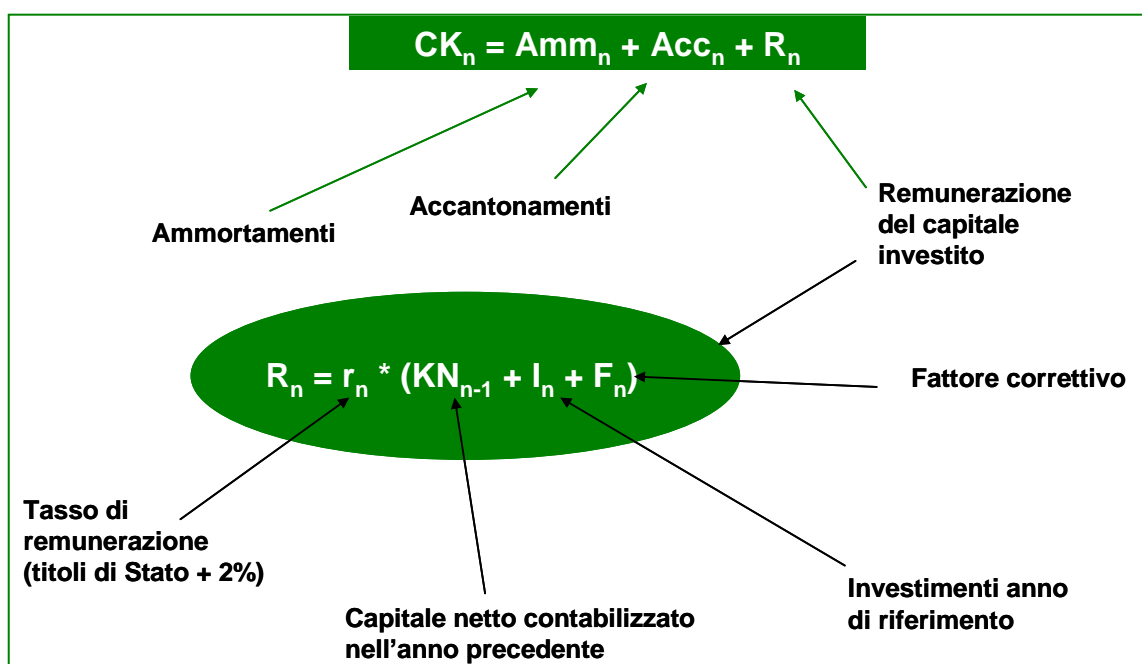 CKn = Ammn + Accn + Rn
Accantonamenti
Ammortamenti
Remunerazione
del capitale
investito
Rn = rn * (KNn-1 + In + Fn)
Fattore correttivo
Tasso di
remunerazione
(titoli di Stato + 2%)
Capitale netto contabilizzato
nell'anno precedente
Investimenti anno
di riferimento